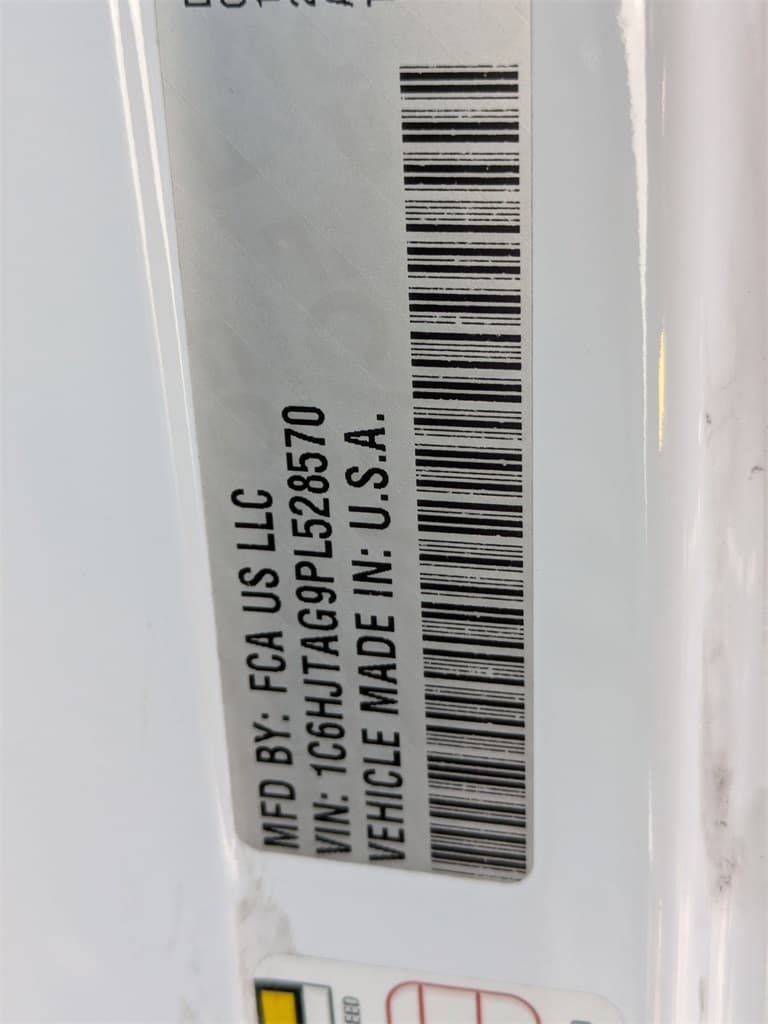 MFD BY: FCA US LLC
VIN: 1C6HJTAG9PL528570
VEHICLE MADE IN: U.S.A.